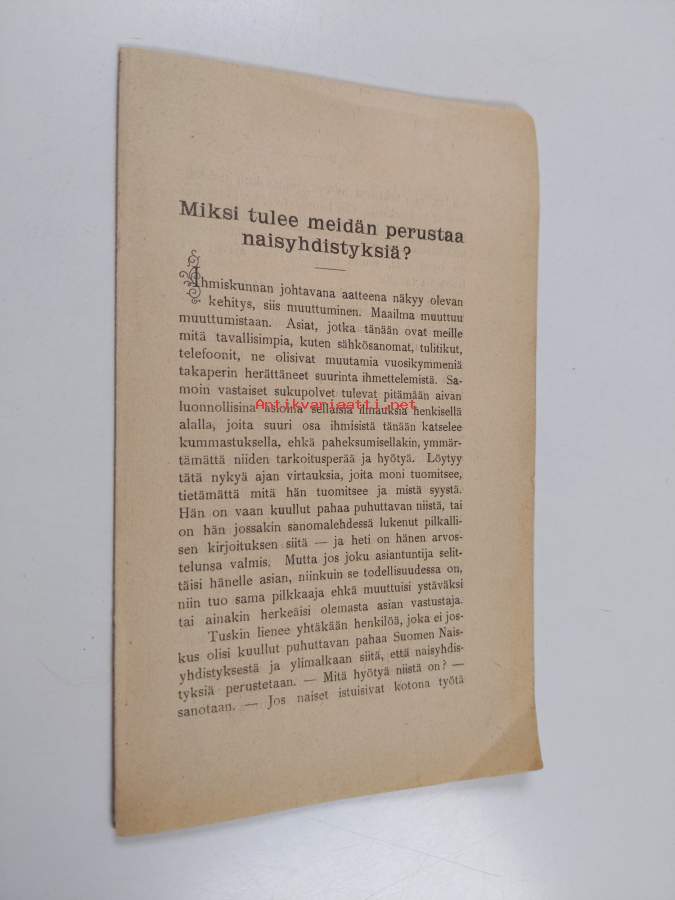 Miksi tulee meidän perustaa
naisyhdistyksiä?
Ihmiskunnan johtavana aatteena näkyy olevan
kehitys, siis muuttuminen. Maailma muuttuu
muuttumistaan. Asiat, jotka tänään ovat meille
mitä tavallisimpia, kuten sähkösanomat, tulitikut,
telefoonit, ne olisivat muutamia vuosikymmeniä
takaperin herättäneet suurinta ihmettelemistä. Sa-
moin vastaiset sukupolvet tulevat pitämään aivan
luonnollisina asioina sellaisia ilmauksia henkisellä
Antikvariaatti.net
alalla, joita suuri osa ihmisistä tänään katselee
kummastuksella, ehkä paheksumisellakin, ymmär-
tämättä niiden tarkoitusperää ja hyötyä. Löytyy
tätä nykyä ajan virtauksia, joita moni tuomitsee,
tietämättä mitä hän tuomitsee ja mistä syystä.
Hän on vaan kuullut pahaa puhuttavan niistä, tai
on hän jossakin sanomalehdessä lukenut pilkalli-
sen kirjoituksen siitä — ja heti on hänen arvos-
telunsa valmis. Mutta jos joku asiantuntija selit-
täisi hänelle asian, niinkuin se todellisuudessa on,
niin tuo sama pilkkaaja ehkä muuttuisi ystäväksi
tai ainakin herkeäisi olemasta asian vastustaja.
Tuskin lienee yhtäkään henkilöä, joka ei jos-
kus olisi kuullut puhuttavan pahaa Suomen Nais-
yhdistyksestä ja ylimalkaan siitä, että naisyhdis-
tyksiä perustetaan. — Mitä hyötyä niistä on? —
sanotaan. — Jos naiset istuisivat kotona työtä